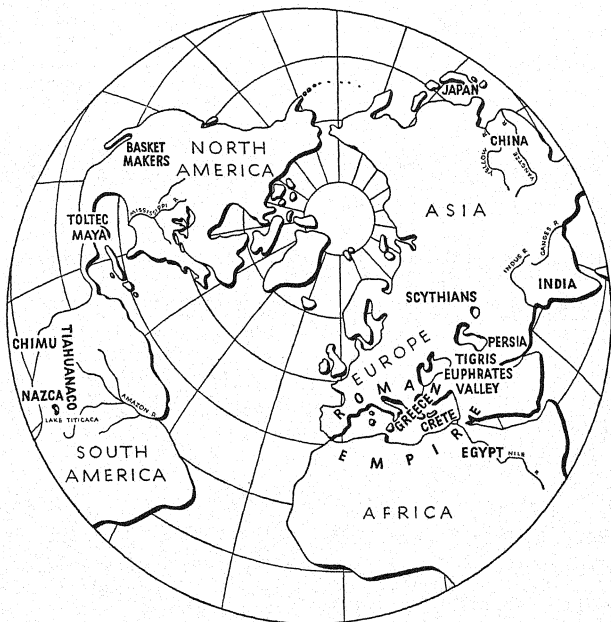 JAPAN
CHINA
YELLOW R.
YANGTZE R.
BASKET
MAKERS
NORTH
AMERICA
MISSISSIPPI R.
ASIA
TOLTEC
MAYA
INDUS R.
GANGES R.
INDIA
SCYTHIANS
CHIMU
TIAHUANACO
PERSIA
EUROPE
TIGRIS
EUPHRATES
VALLEY
NAZCA
AMAZON R.
LAKE TITICACA
ROMAN
EMPIRE
GREECE
CRETE
EGYPT
NILE R.
SOUTH
AMERICA
AFRICA